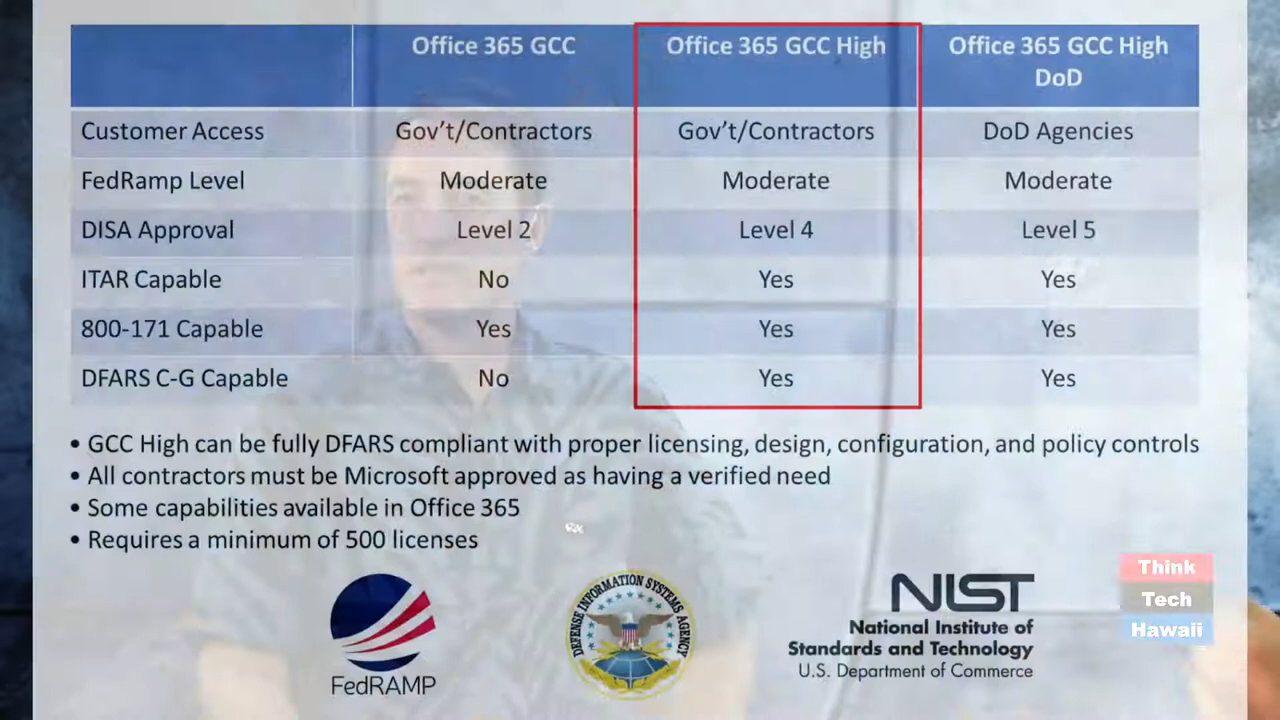 Office 365 GCC Office 365 GCC High Office 365 GCC High
DoD
Customer Access Gov't/Contractors Gov't/Contractors DoD Agencies
FedRamp Level Moderate Moderate Moderate
DISA Approval Level 2 Level 4 Level 5
ITAR Capable No Yes Yes
800-171 Capable Yes Yes Yes
DFARS C-G Capable No Yes Yes
• GCC High can be fully DFARS compliant with proper licensing, design, configuration, and policy controls
• All contractors must be Microsoft approved as having a verified need
• Some capabilities available in Office 365
• Requires a minimum of 500 licenses
FedRAMP
DEFENSE INFORMATION SYSTEMS AGENCY
NIST
National Institute of
Standards and Technology
U.S. Department of Commerce
Think
Tech
Hawaii